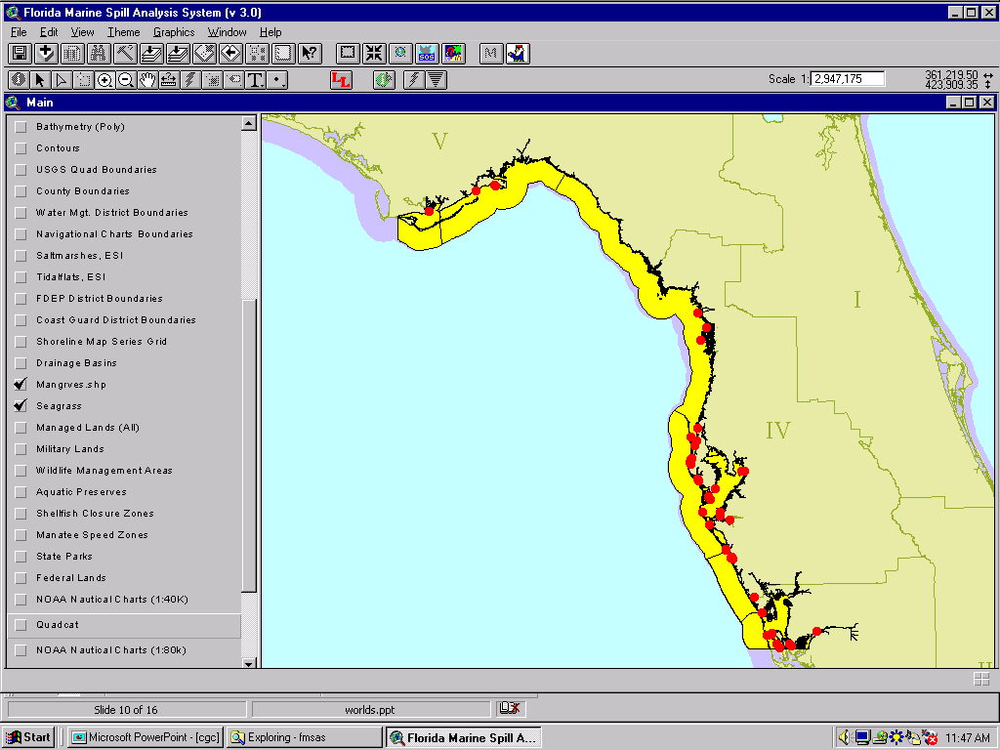 Florida Marine Spill Analysis System (v 3.0)
File Edit View Theme Graphics Window Help
M
T
LL
Scale 1: 2,947,175
361,219.50
423,909.35
Main
Bathymetry (Poly)
Contours
USGS Quad Boundaries
County Boundaries
Water Mgt. District Boundaries
Navigational Charts Boundaries
Saltmarshes, ESI
Tidalflats, ESI
FDEP District Boundaries
Coast Guard District Boundaries
Shoreline Map Series Grid
Drainage Basins
Mangrves.shp
Seagrass
Managed Lands (All)
Military Lands
Wildlife Management Areas
Aquatic Preserves
Shellfish Closure Zones
Manatee Speed Zones
State Parks
Federal Lands
NOAA Nautical Charts (1:40K)
Quadcat
NOAA Nautical Charts (1:80k)
V
I
IV
Slide 10 of 16
worlds.ppt
Start
Microsoft PowerPoint - [cgc]
Exploring - fmsas
Florida Marine Spill A...
11:47 AM